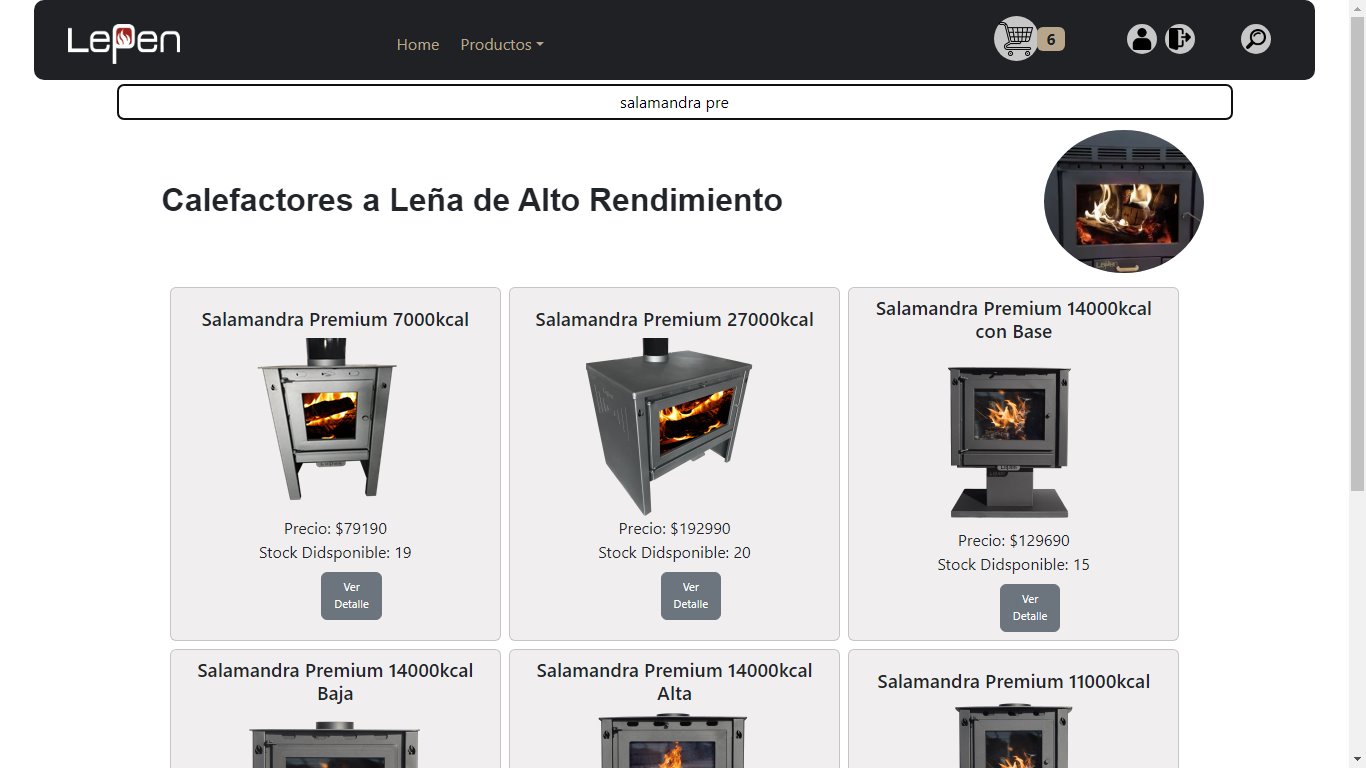 LePen
Home Productos
6
salamandra pre
Calefactores a Leña de Alto Rendimiento
Salamandra Premium 7000kcal
Precio: $79190
Stock Didsponible: 19
Ver
Detalle
Salamandra Premium 27000kcal
Precio: $192990
Stock Didsponible: 20
Ver
Detalle
Salamandra Premium 14000kcal
con Base
Precio: $129690
Stock Didsponible: 15
Ver
Detalle
Salamandra Premium 14000kcal
Baja
Salamandra Premium 14000kcal
Alta
Salamandra Premium 11000kcal